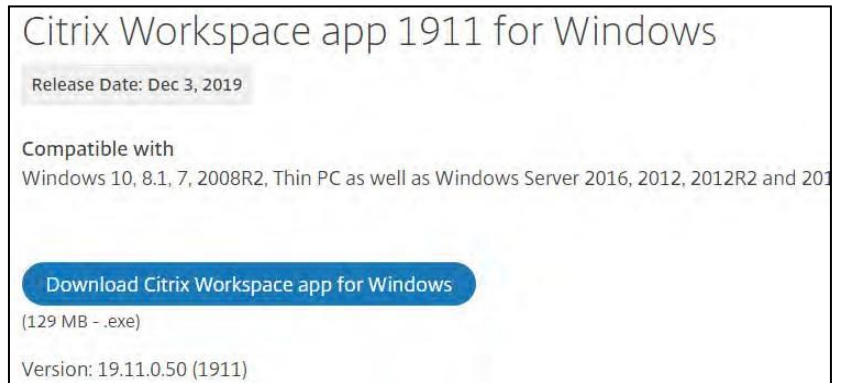 Citrix Workspace app 1911 for Windows
Release Date: Dec 3, 2019
Compatible with
Windows 10, 8.1, 7, 2008R2, Thin PC as well as Windows Server 2016, 2012, 2012R2 and 201
Download Citrix Workspace app for Windows
(129 MB - .exe)
Version: 19.11.0.50 (1911)